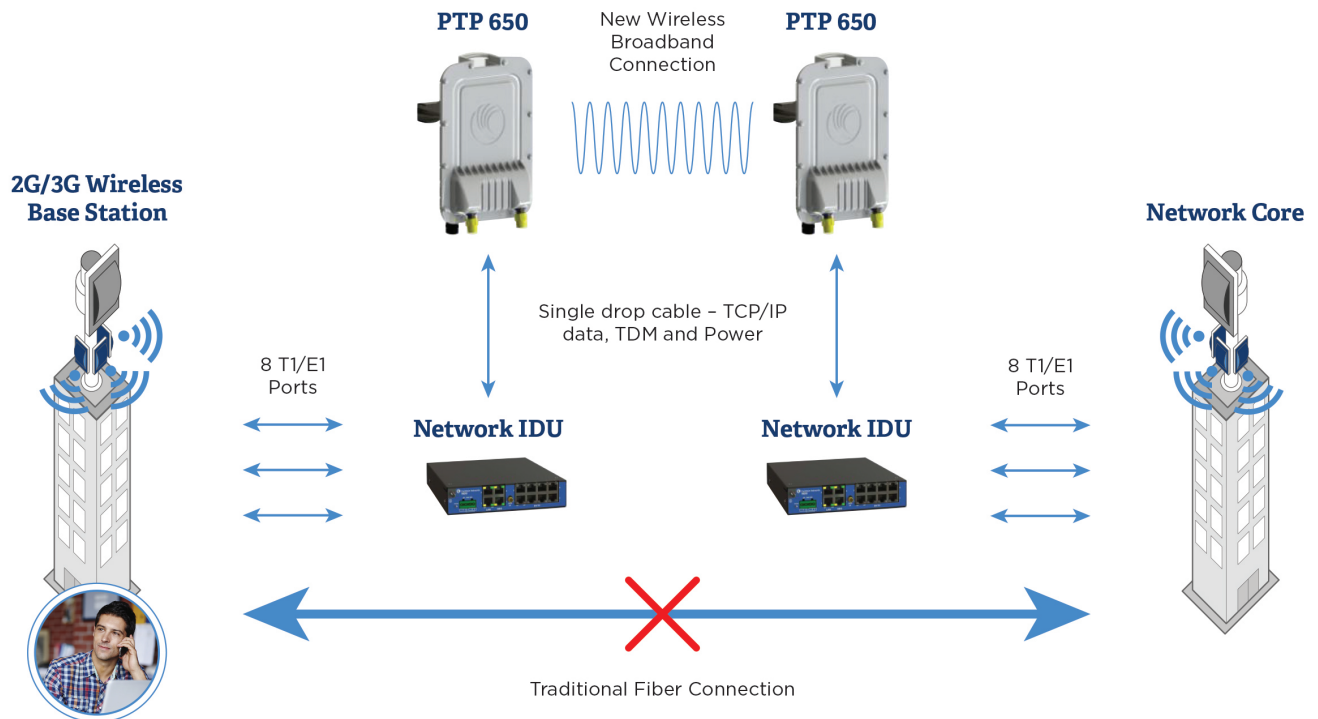 PTP 650
New Wireless
Broadband
Connection
PTP 650
2G/3G Wireless
Base Station
Network Core
Single drop cable – TCP/IP
data, TDM and Power
8 T1/E1
Ports
8 T1/E1
Ports
Network IDU
Network IDU
Traditional Fiber Connection